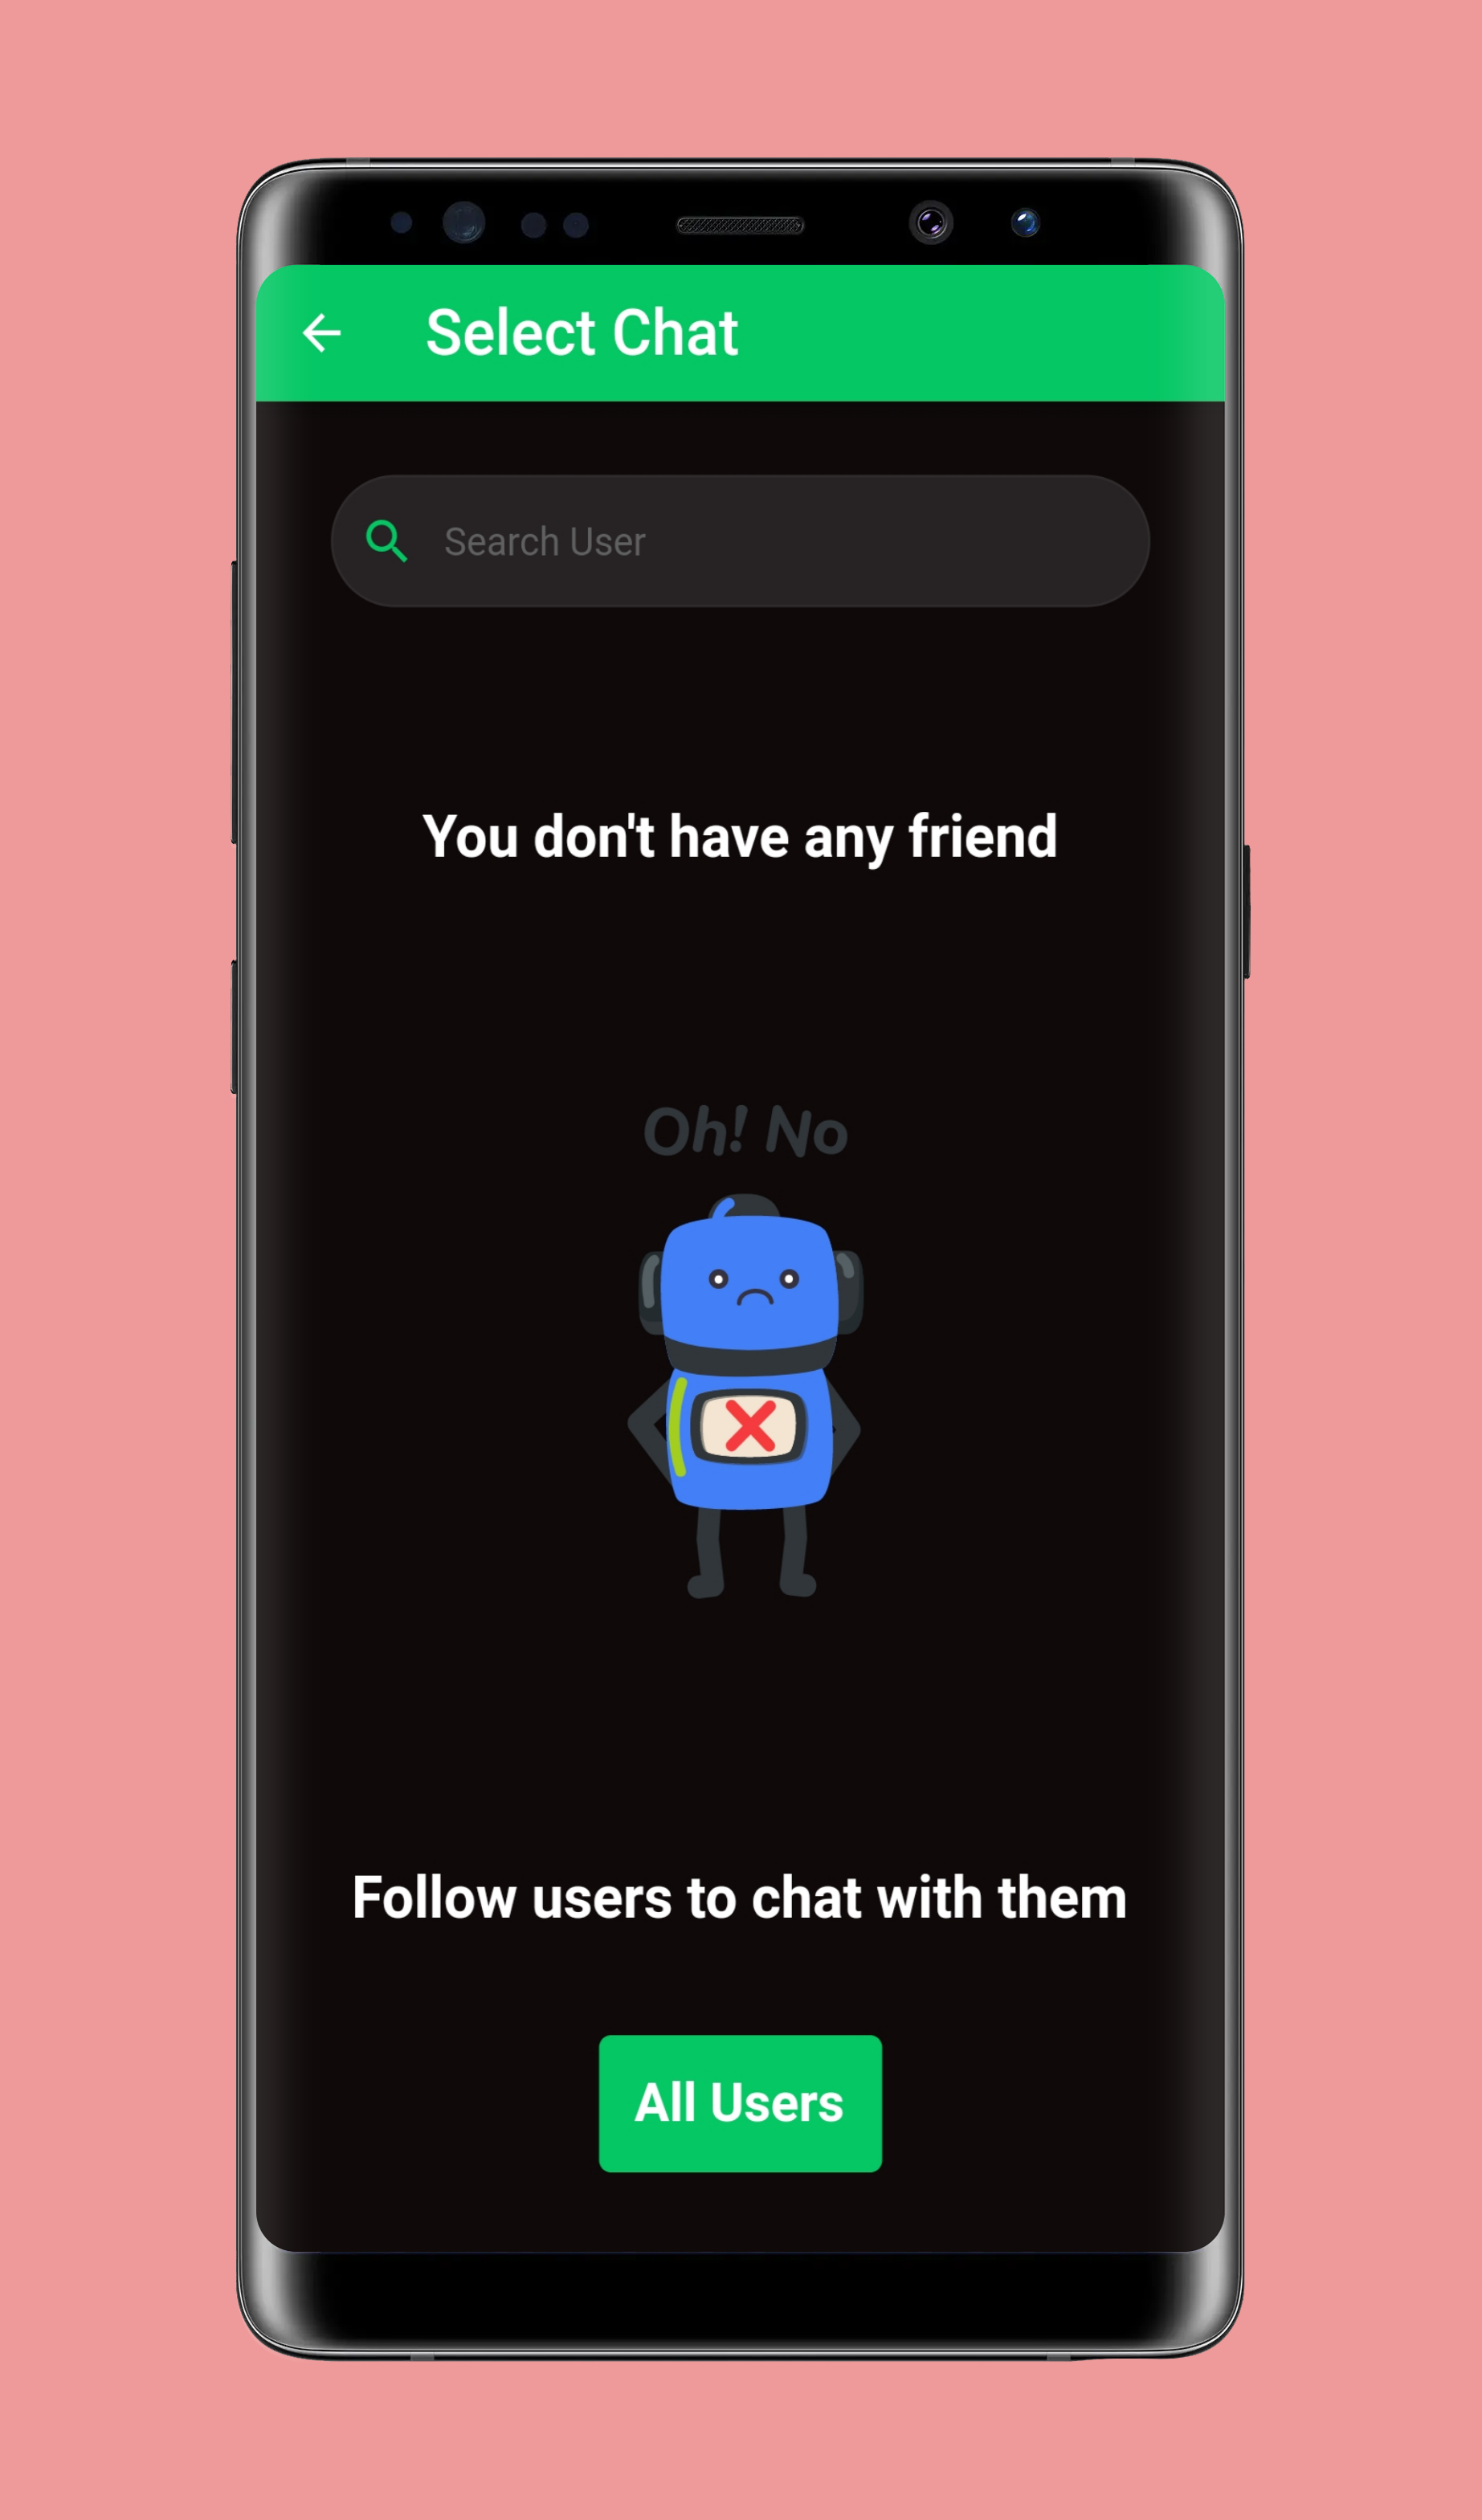 Select Chat
Search User
You don't have any friend
Oh! No
Follow users to chat with them
All Users